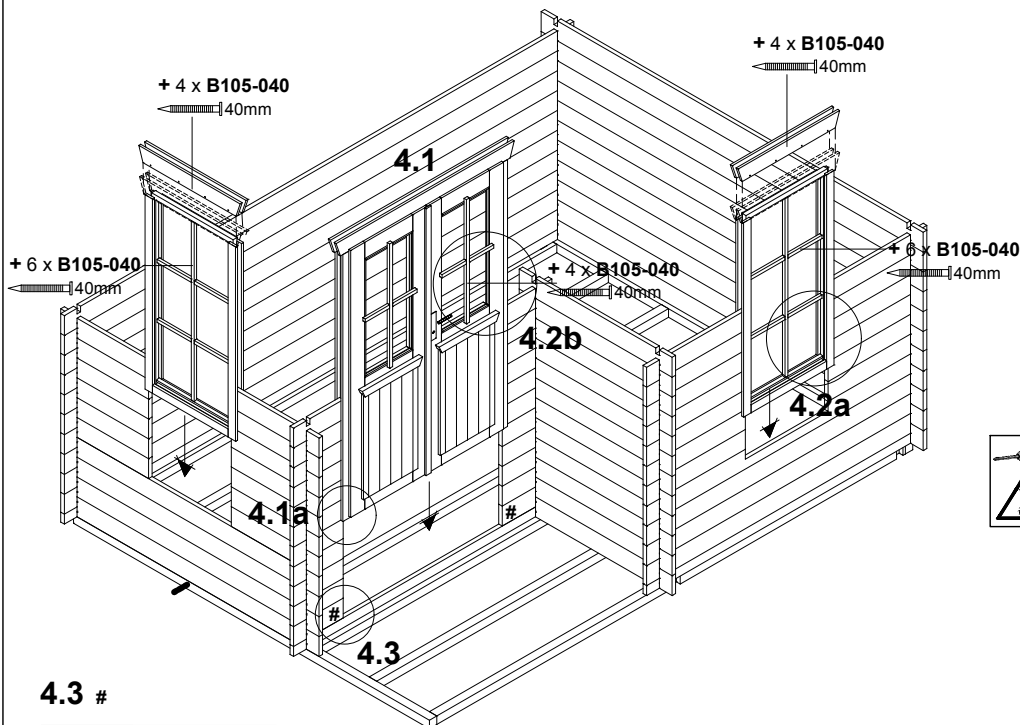 + 4 x B105-040
40mm
+ 4 x B105-040
40mm
4.1
+ 6 x B105-040
40mm
+ 4 x B105-040
40mm
+ 6 x B105-040
40mm
4.2b
4.2a
4.1a
#
#
4.3
4.3 #